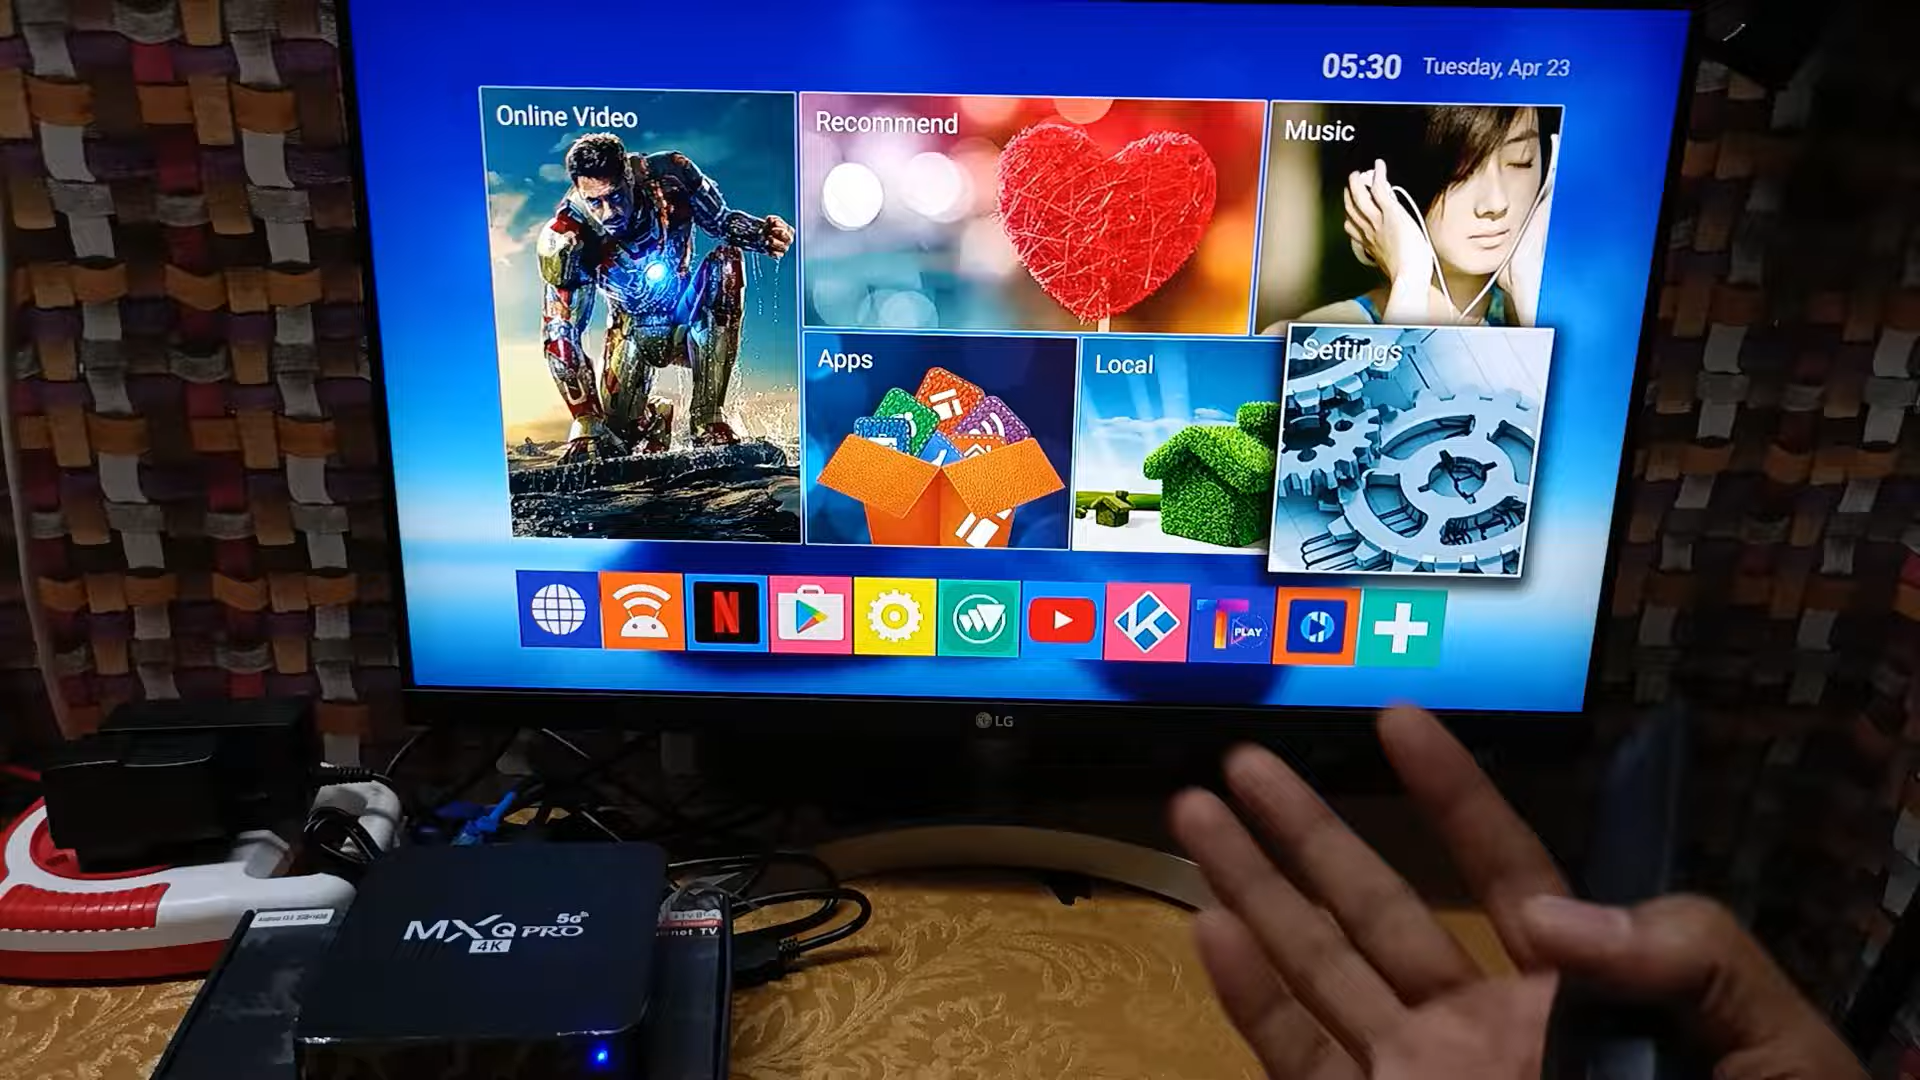 05:30 Tuesday, Apr 23
Online Video
Recommend
Music
Apps
Local
Settings
N
PLAY
LG
MXQ PRO 5G
4K